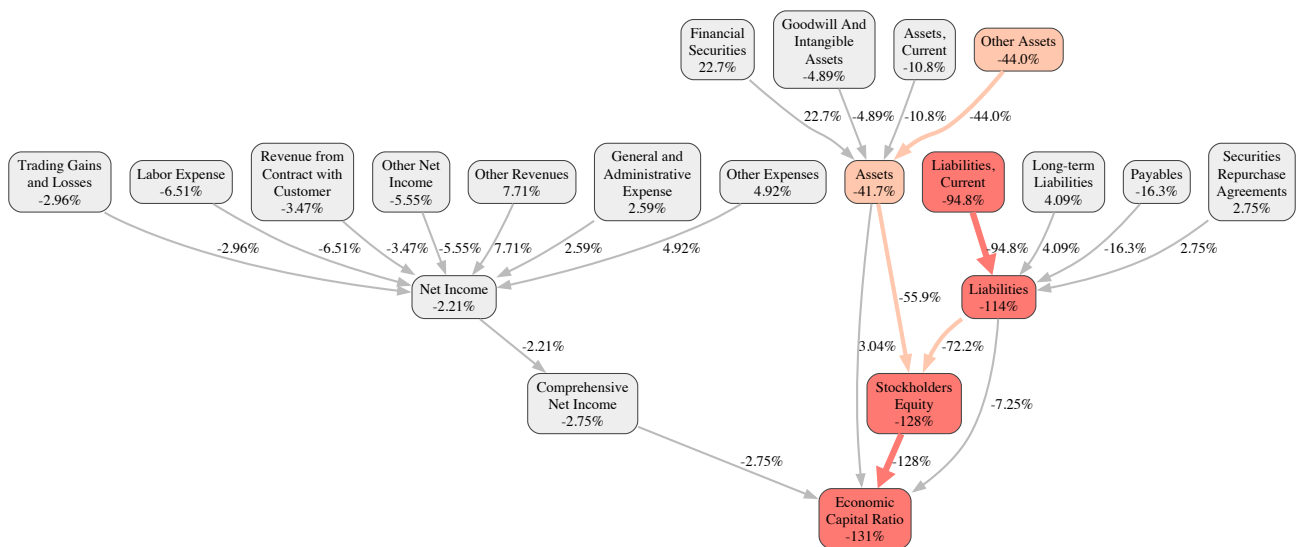 Financial
Securities
22.7%
Goodwill And
Intangible
Assets
-4.89%
Assets,
Current
-10.8%
Other Assets
-44.0%
22.7%
-4.89%
-10.8%
-44.0%
Trading Gains
and Losses
-2.96%
Labor Expense
-6.51%
Revenue from
Contract with
Customer
-3.47%
Other Net
Income
-5.55%
Other Revenues
7.71%
General and
Administrative
Expense
2.59%
Other Expenses
4.92%
Assets
-41.7%
Liabilities,
Current
-94.8%
Long-term
Liabilities
4.09%
Payables
-16.3%
Securities
Repurchase
Agreements
2.75%
-2.96%
-6.51%
-3.47%
-5.55%
7.71%
2.59%
4.92%
-94.8%
4.09%
-16.3%
2.75%
Net Income
-2.21%
-55.9%
Liabilities
-114%
-2.21%
3.04%
-72.2%
Comprehensive
Net Income
-2.75%
Stockholders
Equity
-128%
-7.25%
-2.75%
-128%
Economic
Capital Ratio
-131%